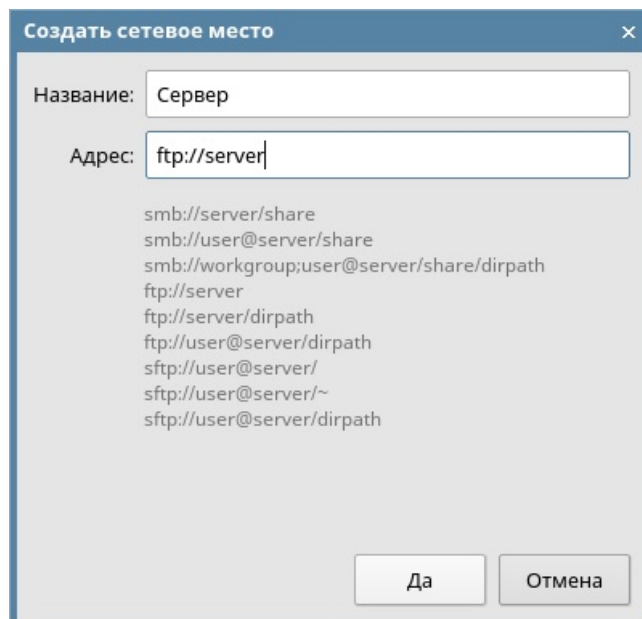 Создать сетевое место
Название: Сервер
Адрес: ftp://server
smb://server/share
smb://user@server/share
smb://workgroup;user@server/share/dirpath
ftp://server
ftp://server/dirpath
ftp://user@server/dirpath
sftp://user@server/
sftp://user@server/~
sftp://user@server/dirpath
Да Отмена